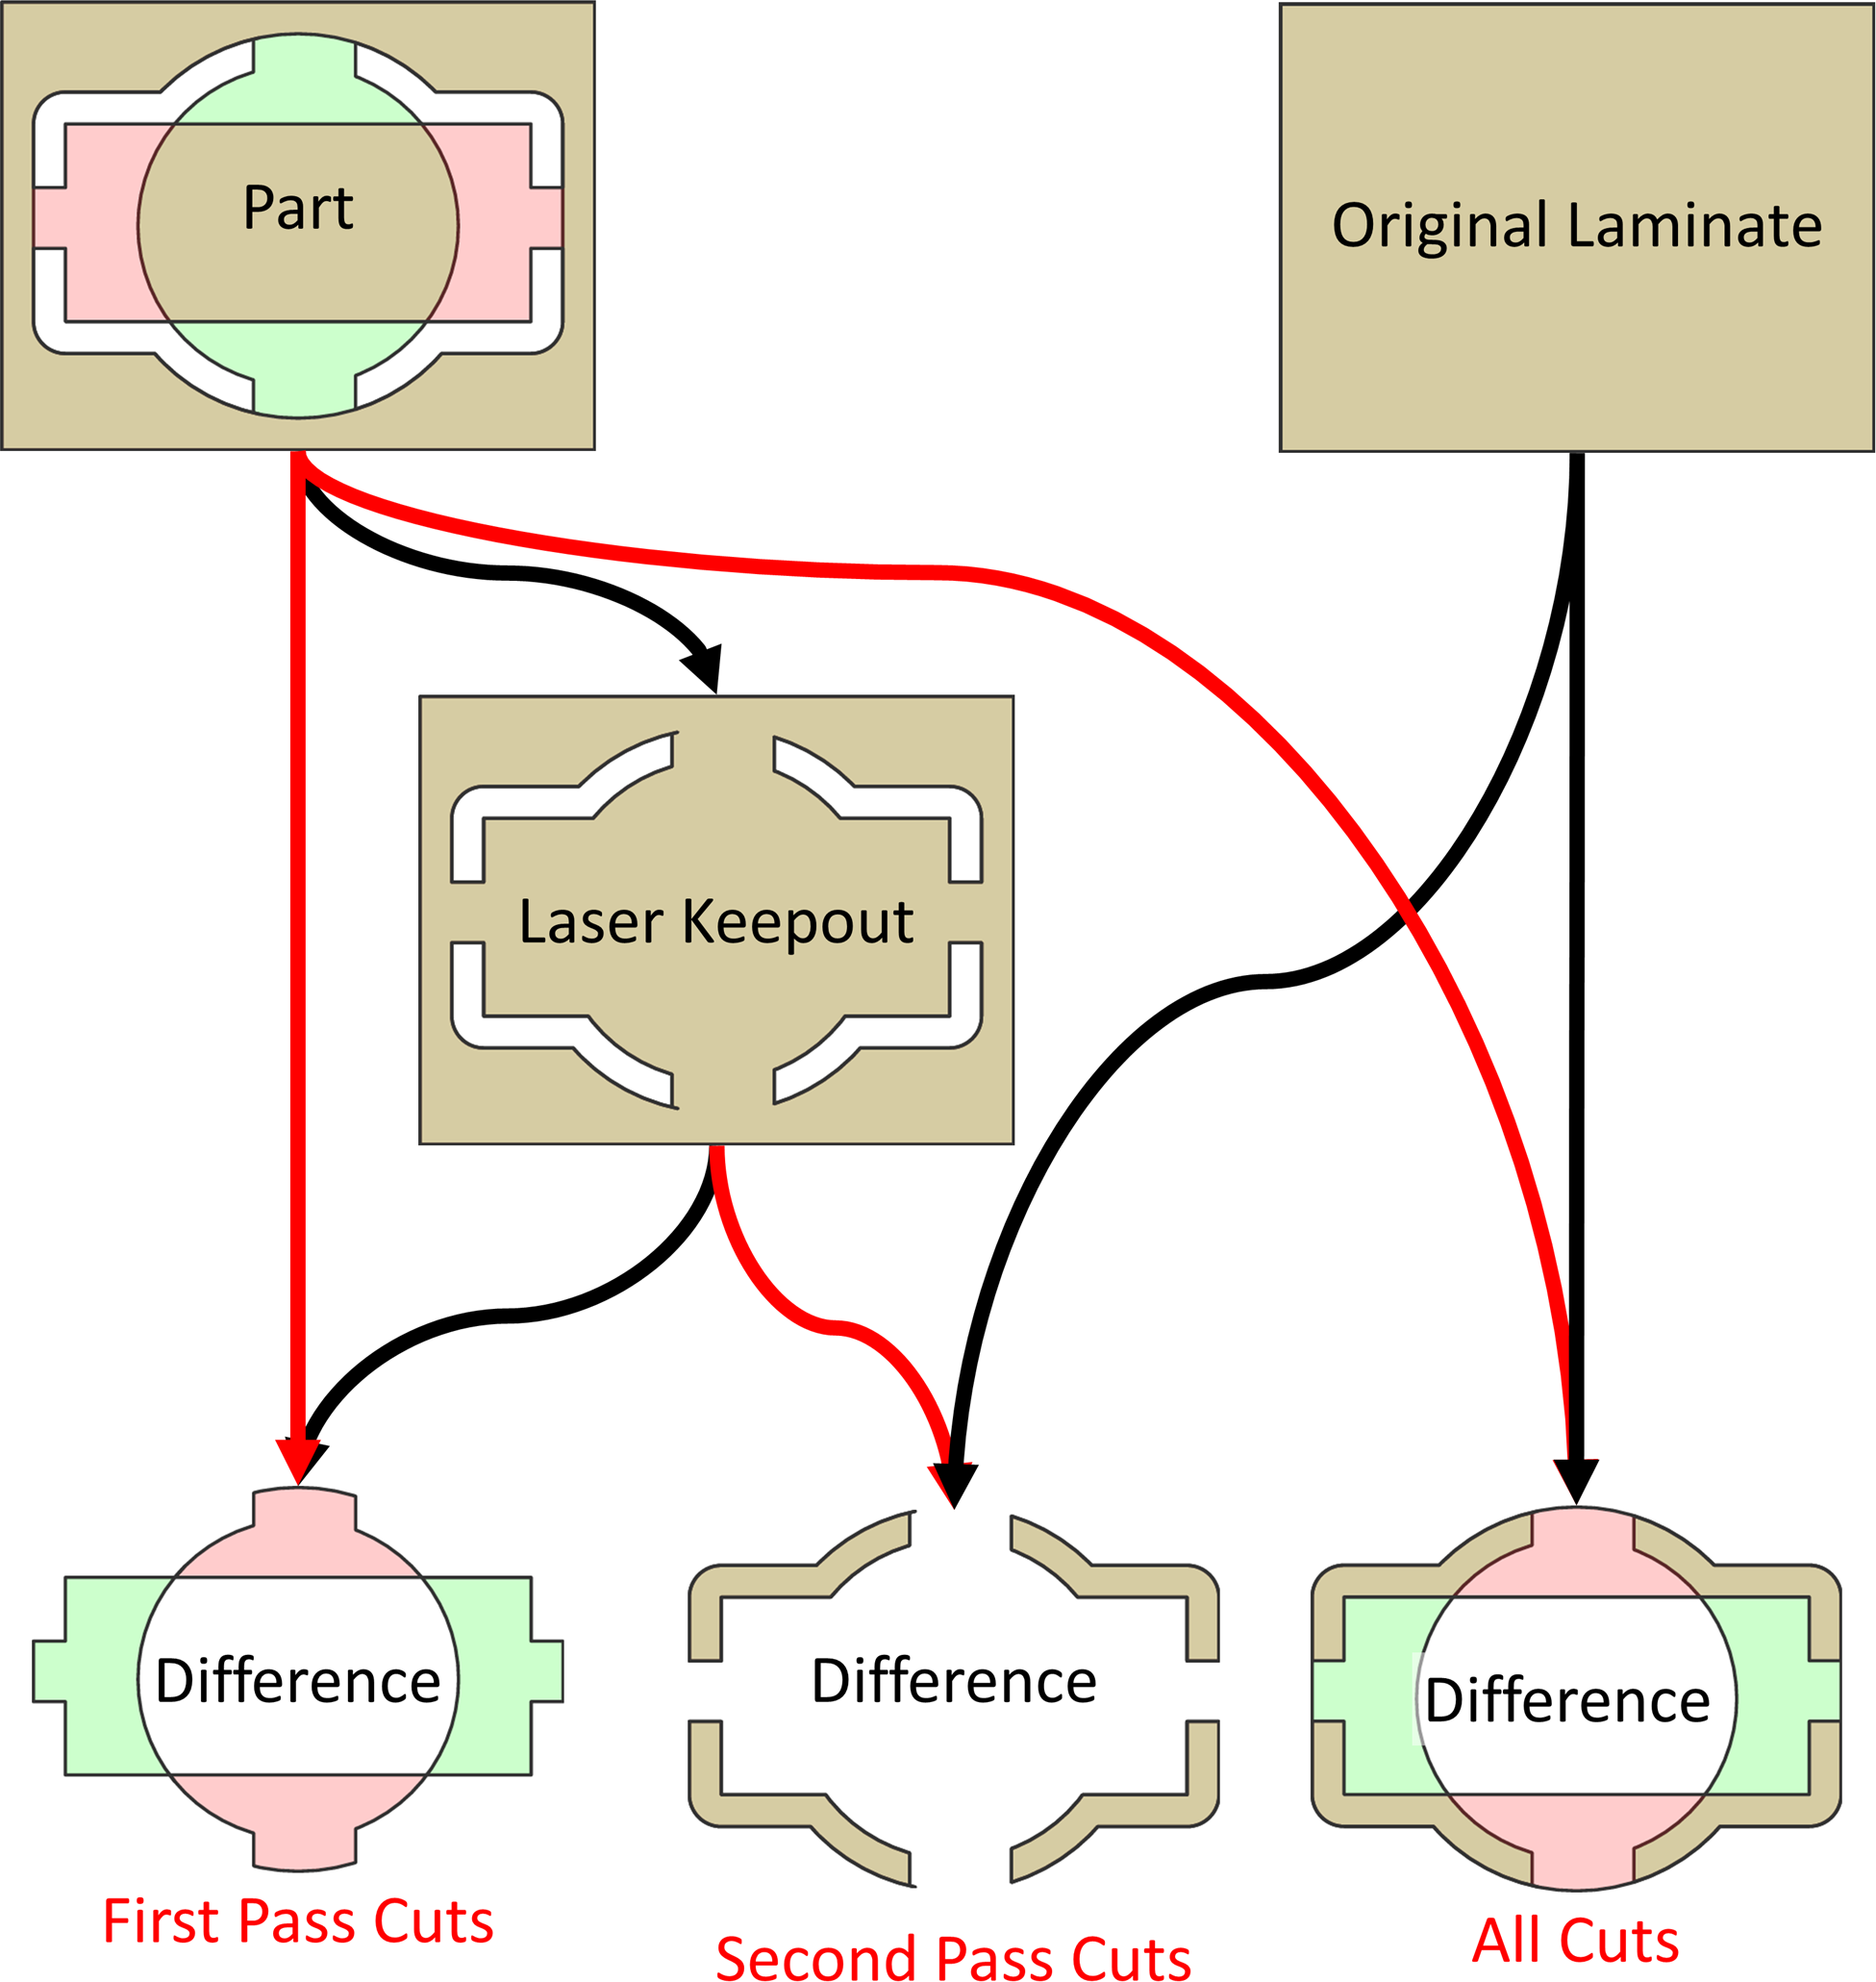 Part
Original Laminate
Laser Keepout
Difference
Difference
Difference
First Pass Cuts
Second Pass Cuts
All Cuts